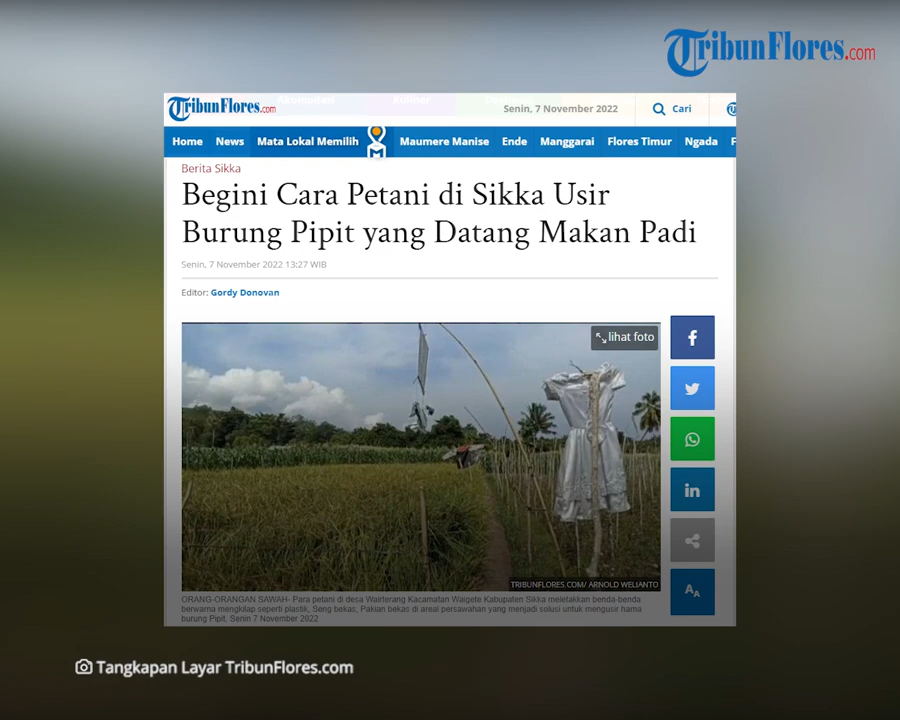 TribunFlores.com
TribunFlores.com
Kuliner
Senin, 7 November 2022
Cari
Home News Mata Lokal Memilih M Maumere Manise Ende Manggarai Flores Timur Ngada F
Berita Sikka
Begini Cara Petani di Sikka Usir
Burung Pipit yang Datang Makan Padi
Senin, 7 November 2022 13:27 WIB
Editor: Gordy Donovan
lihat foto
f
in
AA
TRIBUNFLORES.COM/ ARNOLD WELIANTO
ORANG-ORANGAN SAWAH- Para petani di desa Wairterang Kacamatan Waigete Kabupaten Sikka meletakkan benda-benda
berwarna mengkilap seperti plastik, Seng bekas, Pakian bekas di areal persawahan yang menjadi solusi untuk mengusir hama
burung Pipit, Senin 7 November 2022
Tangkapan Layar TribunFlores.com